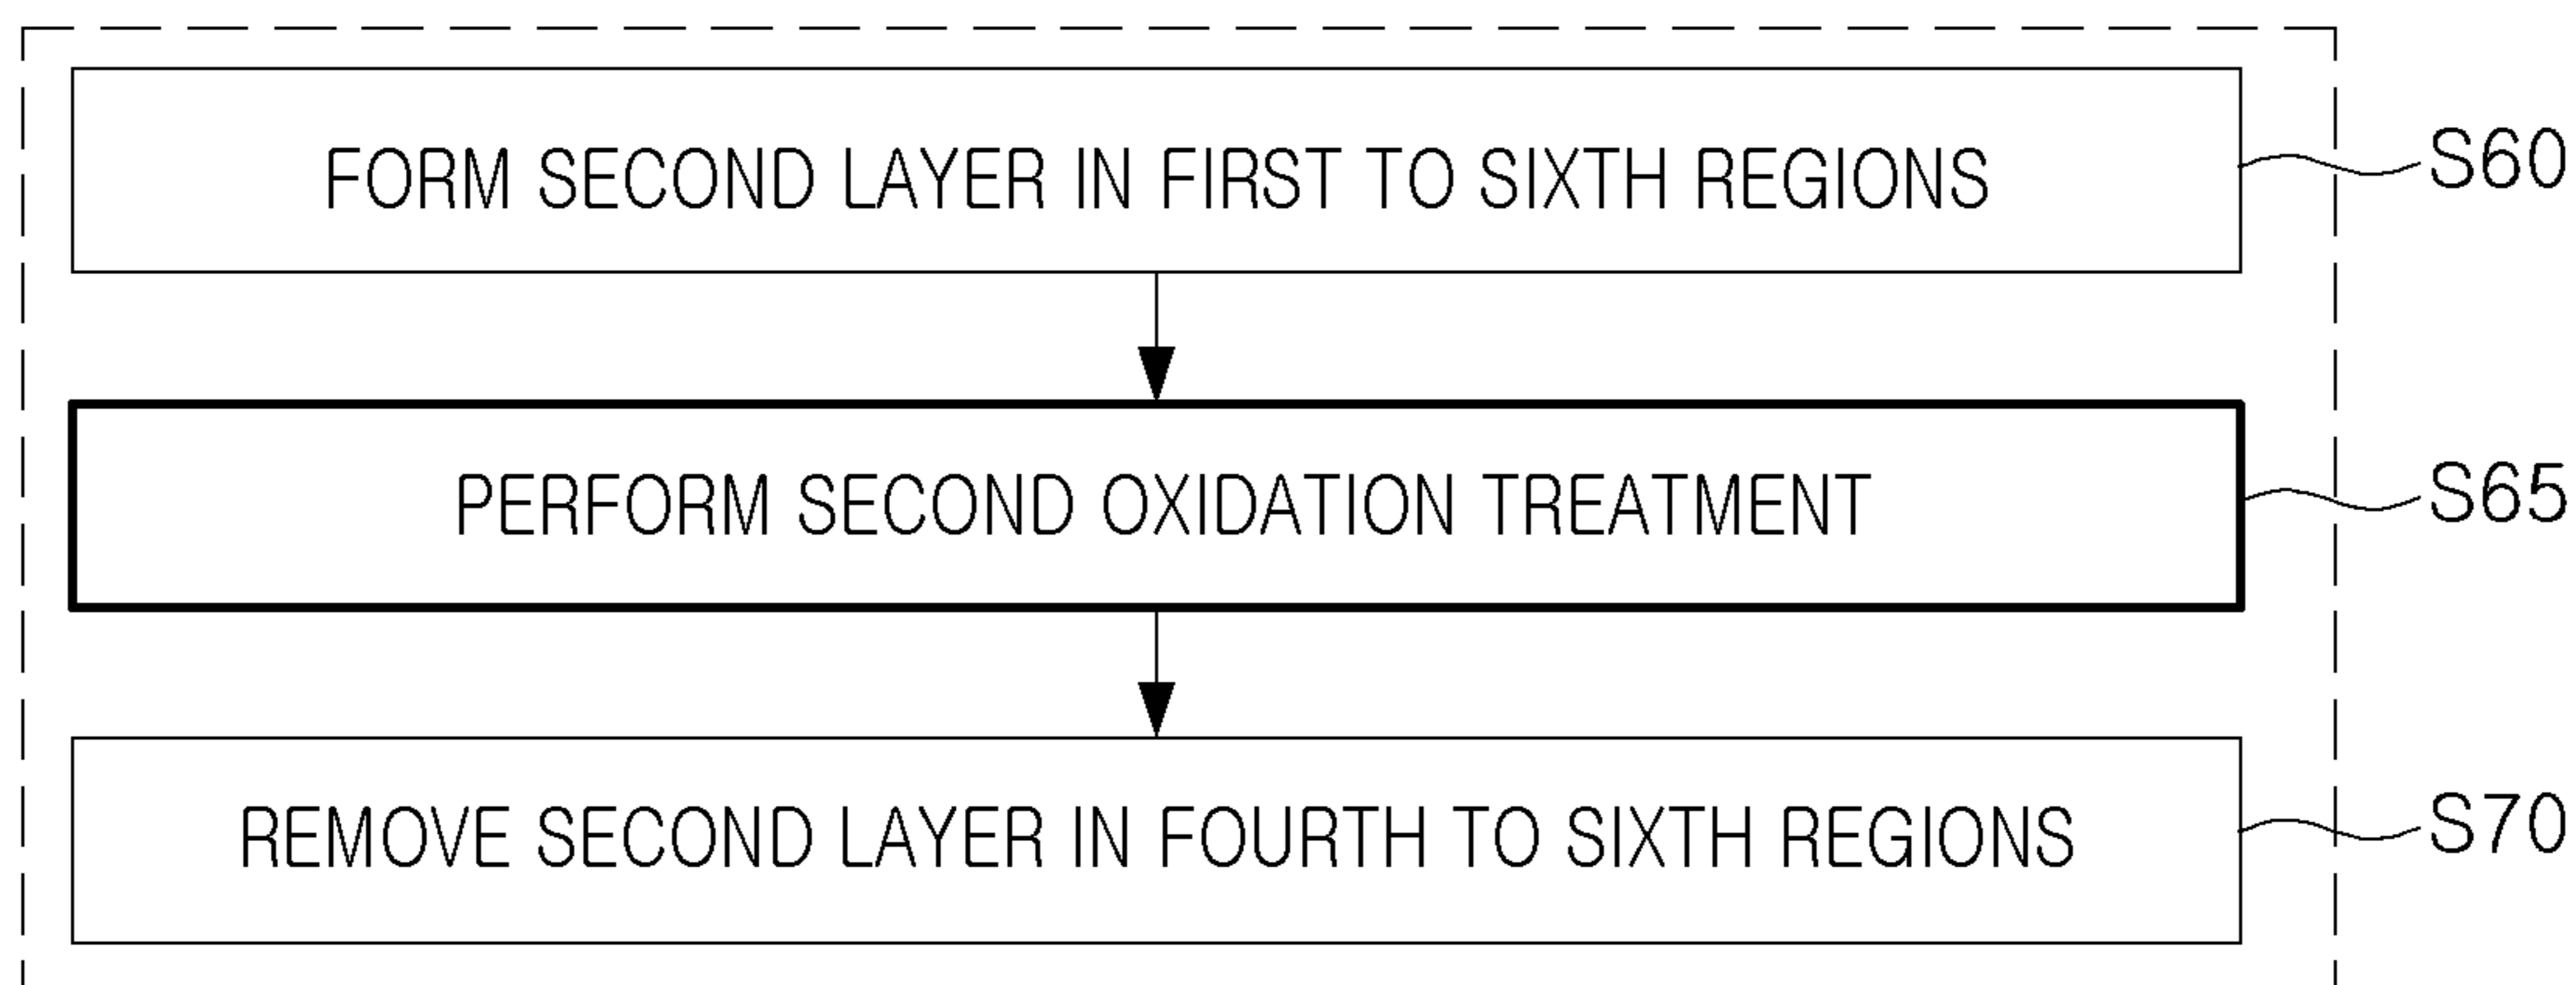 FORM SECOND LAYER IN FIRST TO SIXTH REGIONS
S60
PERFORM SECOND OXIDATION TREATMENT
S65
REMOVE SECOND LAYER IN FOURTH TO SIXTH REGIONS
S70